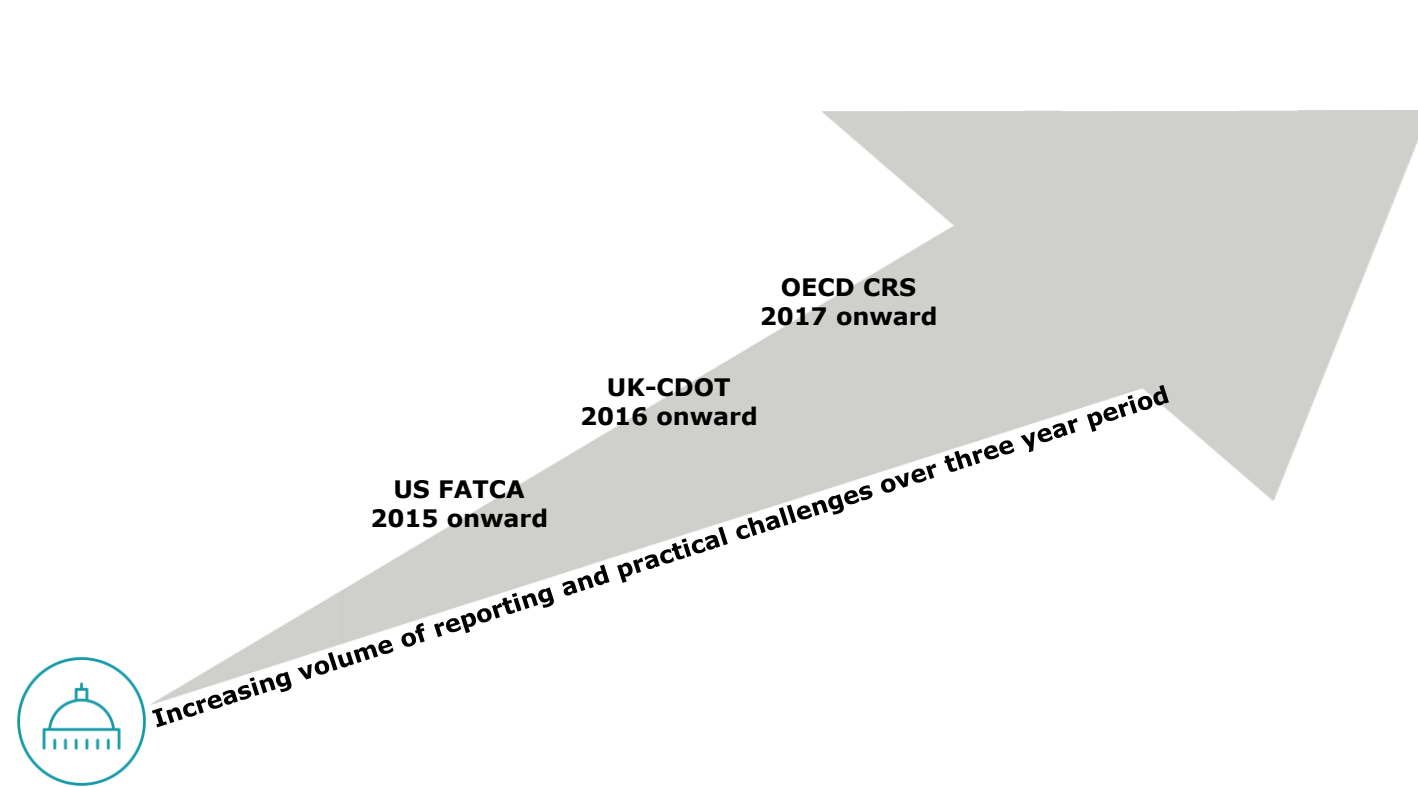 OECD CRS
2017 onward
UK-CDOT
2016 onward
US FATCA
2015 onward
Increasing volume of reporting and practical challenges over three year period